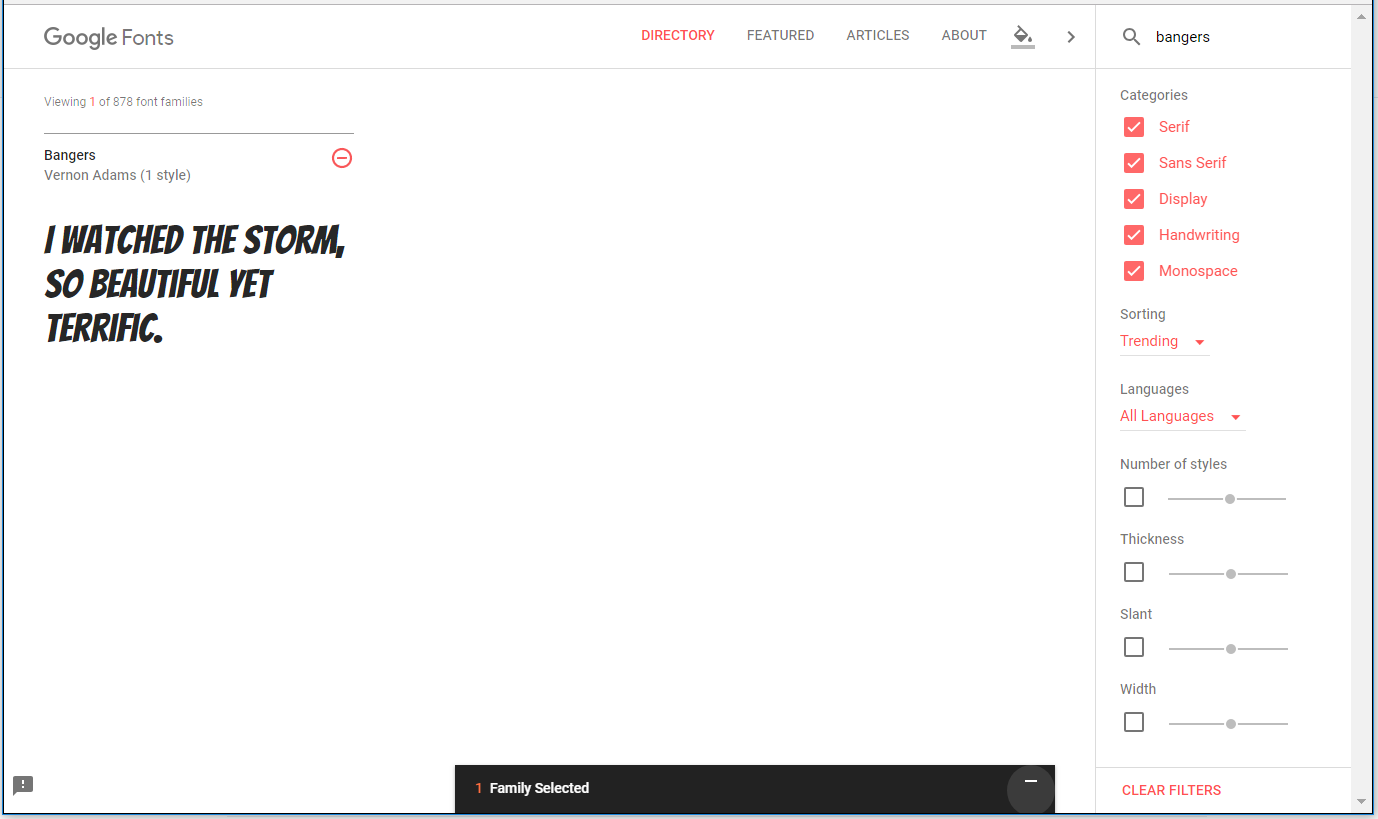 Google Fonts
DIRECTORY FEATURED ARTICLES ABOUT
bangers
Viewing 1 of 878 font families
Bangers
Vernon Adams (1 style)
I WATCHED THE STORM,
SO BEAUTIFUL YET
TERRIFIC.
Categories
Serif
Sans Serif
Display
Handwriting
Monospace
Sorting
Trending
Languages
All Languages
Number of styles
Thickness
Slant
Width
1 Family Selected
CLEAR FILTERS